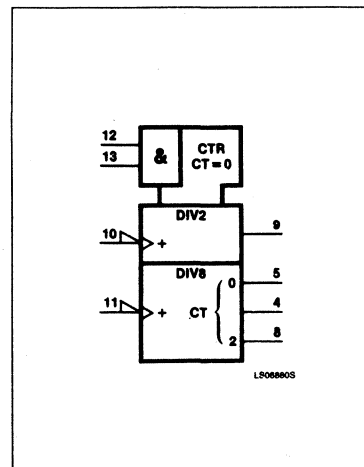 12
13
& CTR
CT = 0
DIV2
10 + 9
DIV8
0 5
11 + CT 4
2 8
LS06880S